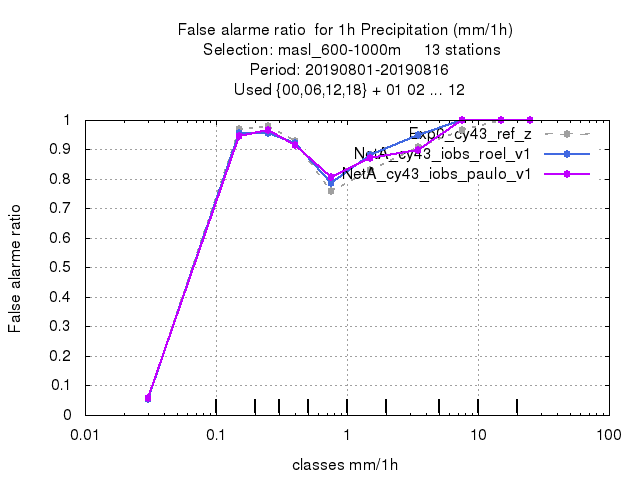 False alarme ratio  for 1h Precipitation (mm/1h)
Selection: masl_600-1000m     13 stations
Period: 20190801-20190816
Used {00,06,12,18} + 01 02 ... 12
False alarme ratio
1
0.9
0.8
0.7
0.6
0.5
0.4
0.3
0.2
0.1
0
Exp0_cy43_ref_z
NetA_cy43_iobs_roel_v1
NetA_cy43_iobs_paulo_v1
0.01 0.1 1 10 100
classes mm/1h